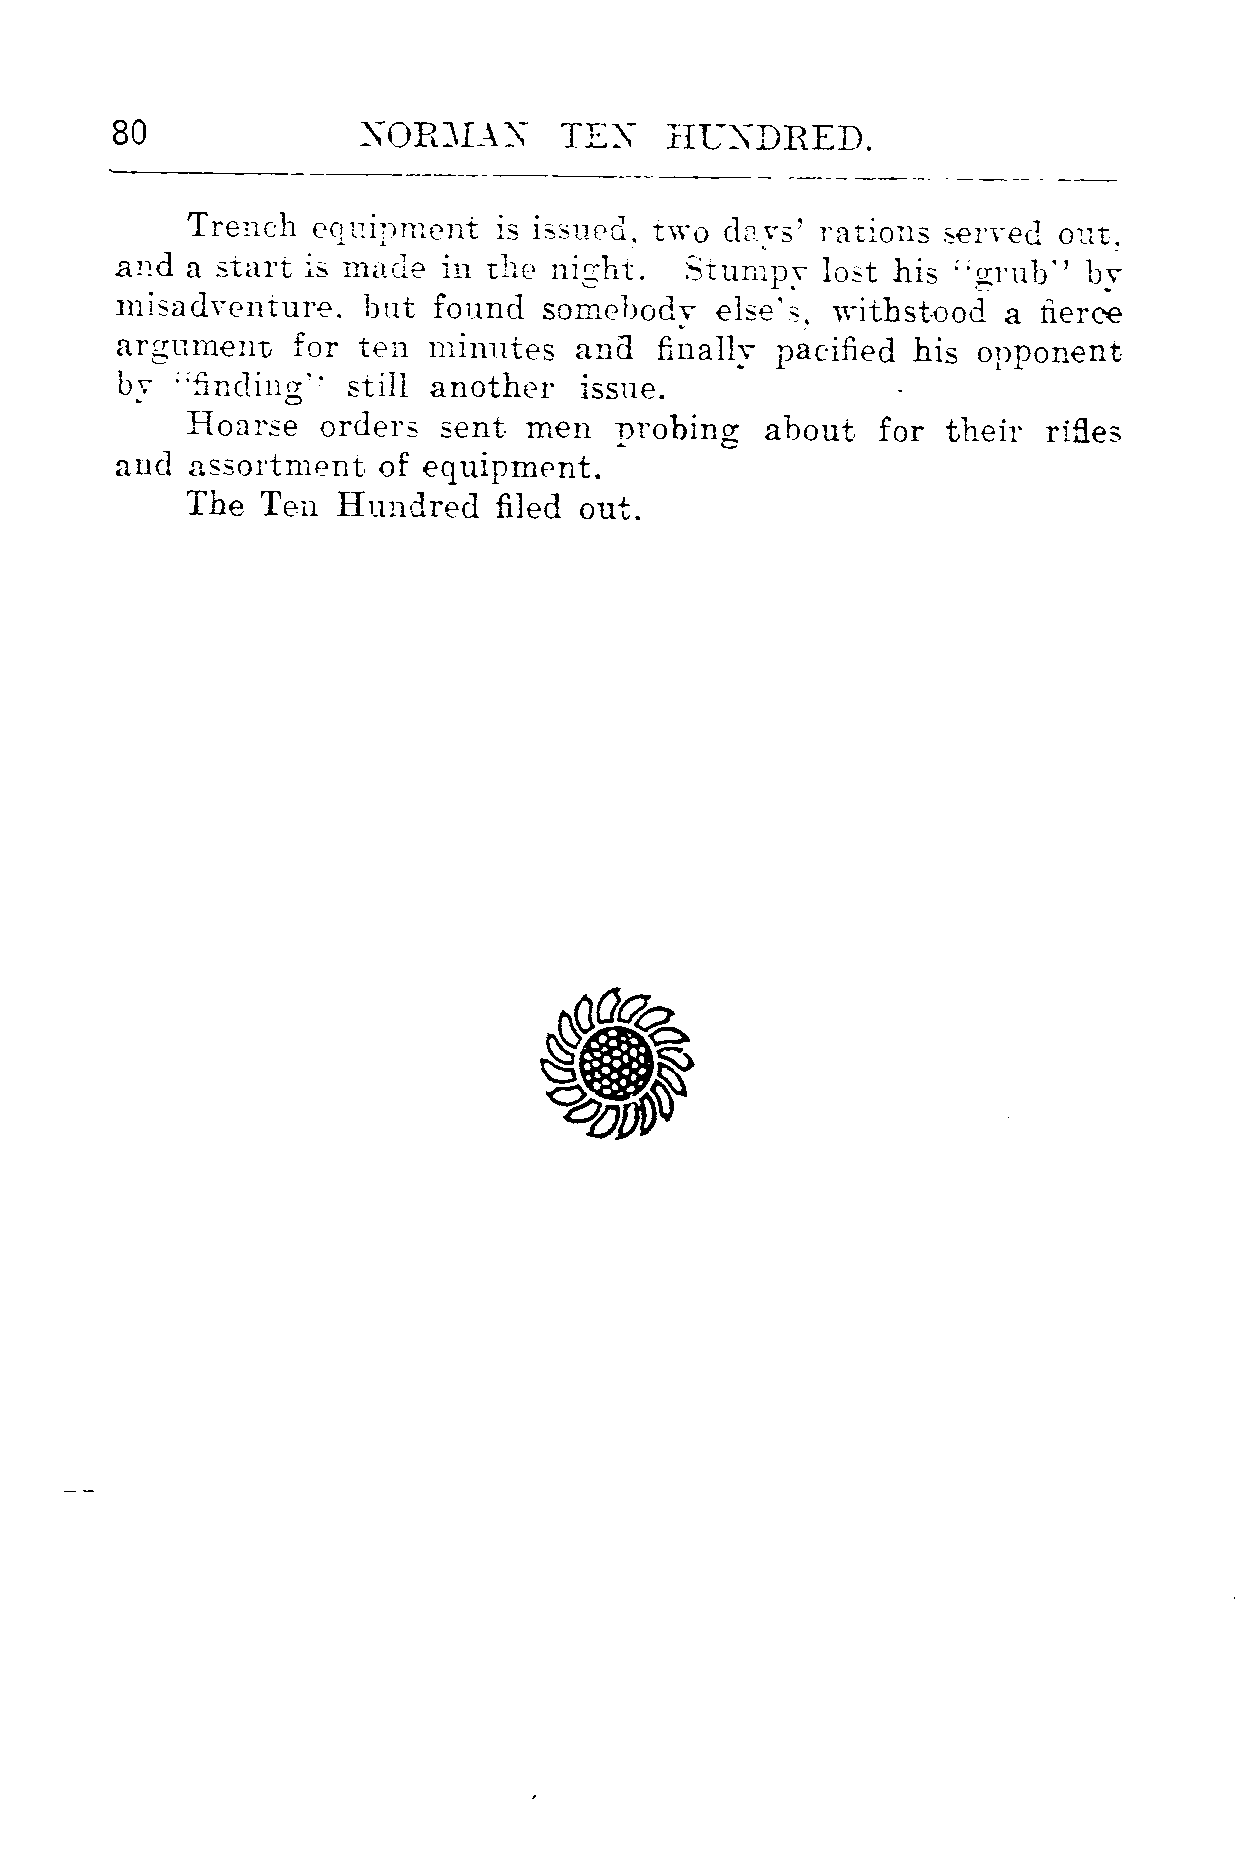 80 NORMAN TEN HUNDRED.
Trench equipment is issued, two days' rations served out,
and a start is made in the night. Stumpy lost his "grub" by
misadventure, but found somebody else's, withstood a fierce
argument for ten minutes and finally pacified his opponent
by "finding" still another issue.
Hoarse orders sent men probing about for their rifles
and assortment of equipment.
The Ten Hundred filed out.